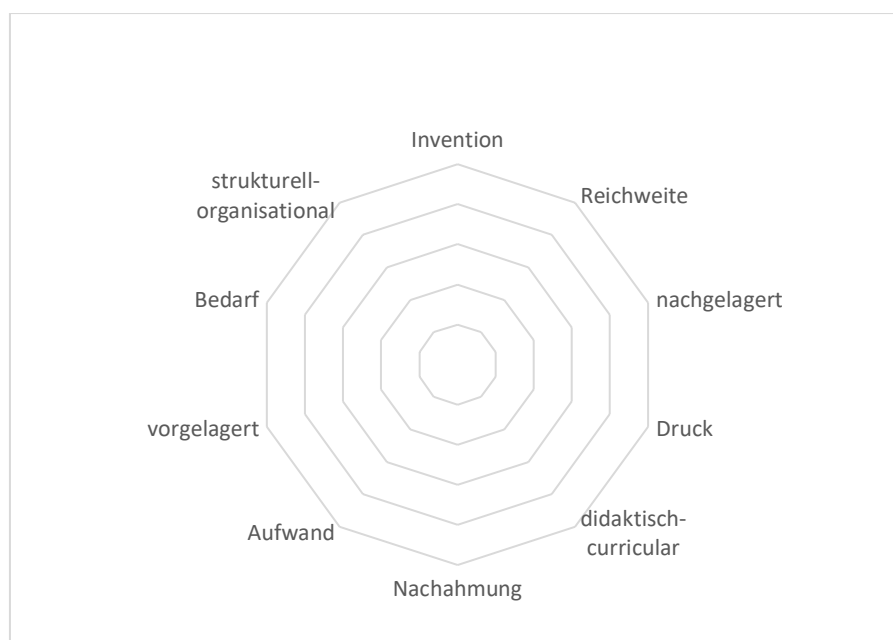 Invention
strukturell-
organisational
Reichweite
Bedarf
nachgelagert
vorgelagert
Druck
Aufwand
didaktisch-
curricular
Nachahmung